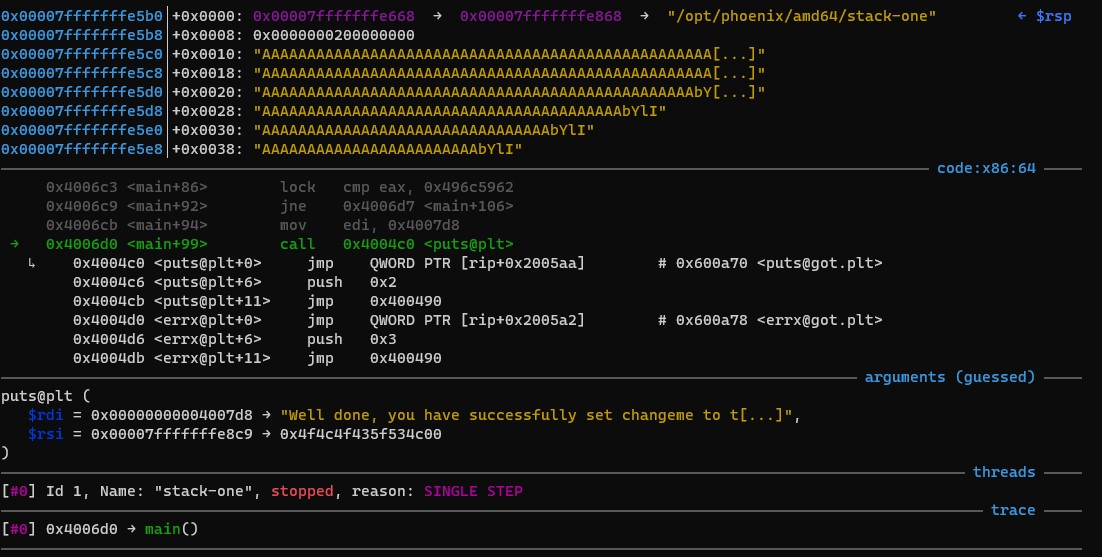 0x00007fffffffe5b0│+0x0000: 0x00007fffffffe668 → 0x00007fffffffe868 → "/opt/phoenix/amd64/stack-one" ← $rsp
0x00007fffffffe5b8│+0x0008: 0x0000000200000000
0x00007fffffffe5c0│+0x0010: "AAAAAAAAAAAAAAAAAAAAAAAAAAAAAAAAAAAAAAAAAAAAAAAAAA[...]"
0x00007fffffffe5c8│+0x0018: "AAAAAAAAAAAAAAAAAAAAAAAAAAAAAAAAAAAAAAAAAAAAAAAAAA[...]"
0x00007fffffffe5d0│+0x0020: "AAAAAAAAAAAAAAAAAAAAAAAAAAAAAAAAAAAAAAAAAAAAAAAAbY[...]"
0x00007fffffffe5d8│+0x0028: "AAAAAAAAAAAAAAAAAAAAAAAAAAAAAAAAAAAAAAAAbYlI"
0x00007fffffffe5e0│+0x0030: "AAAAAAAAAAAAAAAAAAAAAAAAAAAAAAAAbYlI"
0x00007fffffffe5e8│+0x0038: "AAAAAAAAAAAAAAAAAAAAAAAAbYlI"
code:x86:64
0x4006c3 <main+86> lock cmp eax, 0x496c5962
0x4006c9 <main+92> jne 0x4006d7 <main+106>
0x4006cb <main+94> mov edi, 0x4007d8
→ 0x4006d0 <main+99> call 0x4004c0 <puts@plt>
↳ 0x4004c0 <puts@plt+0> jmp QWORD PTR [rip+0x2005aa] # 0x600a70 <puts@got.plt>
0x4004c6 <puts@plt+6> push 0x2
0x4004cb <puts@plt+11> jmp 0x400490
0x4004d0 <errx@plt+0> jmp QWORD PTR [rip+0x2005a2] # 0x600a78 <errx@got.plt>
0x4004d6 <errx@plt+6> push 0x3
0x4004db <errx@plt+11> jmp 0x400490
arguments (guessed)
puts@plt (
$rdi = 0x00000000004007d8 → "Well done, you have successfully set changeme to t[...]",
$rsi = 0x00007fffffffe8c9 → 0x4f4c4f435f534c00
)
threads
[#0] Id 1, Name: "stack-one", stopped, reason: SINGLE STEP
trace
[#0] 0x4006d0 → main()